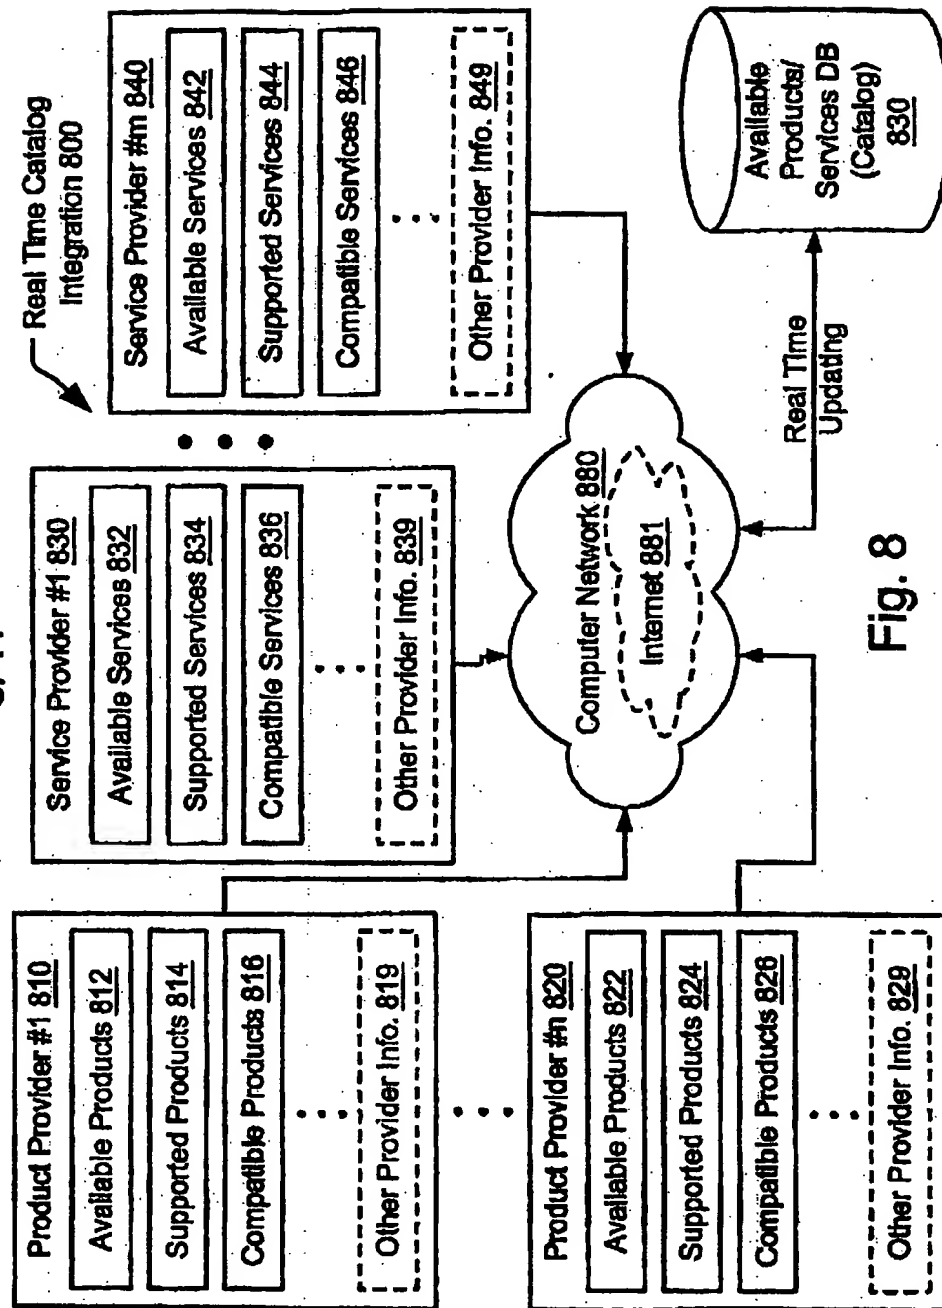 Real Time Catalog
Integration 800
Product Provider #1 810
Available Products 812
Supported Products 814
Compatible Products 816
Other Provider Info. 819
Service Provider #1 830
Available Services 832
Supported Services 834
Compatible Services 836
Other Provider Info. 839
Service Provider #m 840
Available Services 842
Supported Services 844
Compatible Services 846
Other Provider Info. 849
Product Provider #n 820
Available Products 822
Supported Products 824
Compatible Products 826
Other Provider Info. 829
Computer Network 880
Internet 881
Real Time
Updating
Available
Products/
Services DB
(Catalog)
830
Fig. 8